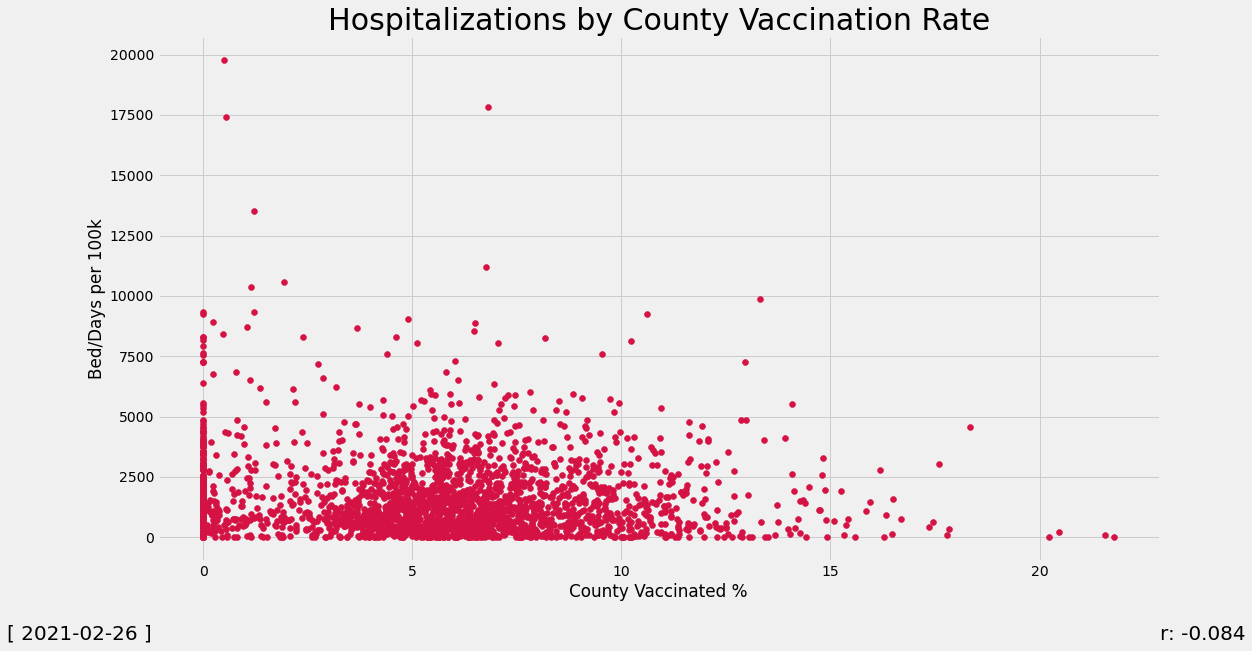 Hospitalizations by County Vaccination Rate
Bed/Days per 100k
20000
17500
15000
12500
10000
7500
5000
2500
0
0 5 10 15 20
County Vaccinated %
[ 2021-02-26 ]
r: -0.084